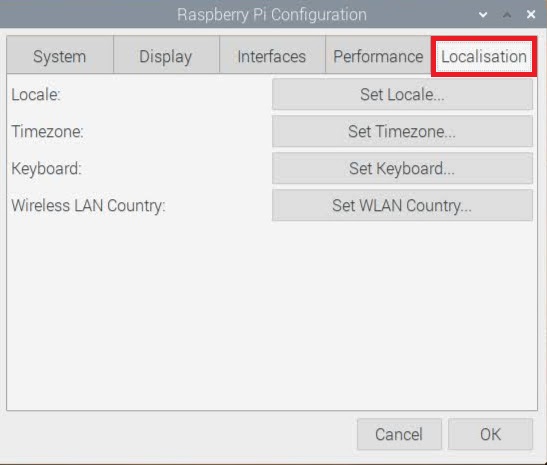 Raspberry Pi Configuration
System Display Interfaces Performance Localisation
Locale: Set Locale...
Timezone: Set Timezone...
Keyboard: Set Keyboard...
Wireless LAN Country: Set WLAN Country...
Cancel OK